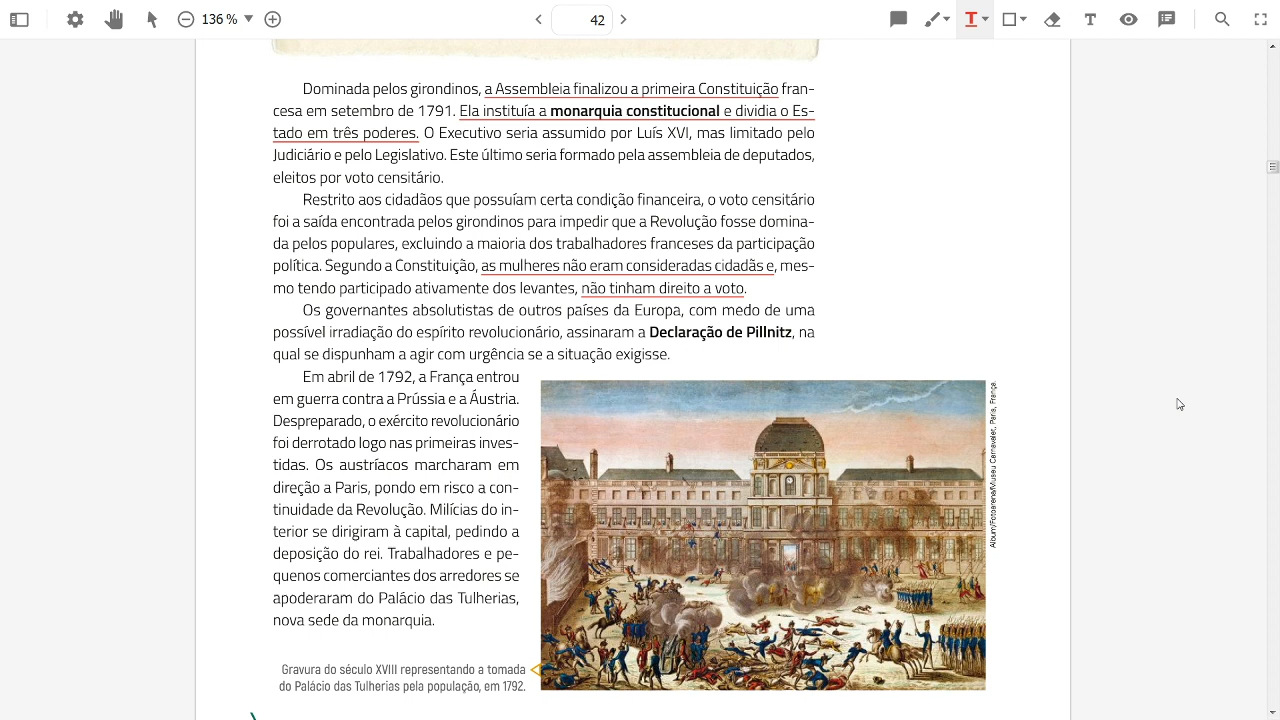 136 %
42
Dominada pelos girondinos, a Assembleia finalizou a primeira Constituição fran-
cesa em setembro de 1791. Ela instituía a monarquia constitucional e dividia o Es-
tado em três poderes. O Executivo seria assumido por Luís XVI, mas limitado pelo
Judiciário e pelo Legislativo. Este último seria formado pela assembleia de deputados,
eleitos por voto censitário.
Restrito aos cidadãos que possuíam certa condição financeira, o voto censitário
foi a saída encontrada pelos girondinos para impedir que a Revolução fosse domina-
da pelos populares, excluindo a maioria dos trabalhadores franceses da participação
política. Segundo a Constituição, as mulheres não eram consideradas cidadãs e, mes-
mo tendo participado ativamente dos levantes, não tinham direito a voto.
Os governantes absolutistas de outros países da Europa, com medo de uma
possível irradiação do espírito revolucionário, assinaram a Declaração de Pillnitz, na
qual se dispunham a agir com urgência se a situação exigisse.
Em abril de 1792, a França entrou
em guerra contra a Prússia e a Áustria.
Despreparado, o exército revolucionário
foi derrotado logo nas primeiras inves-
tidas. Os austríacos marcharam em
direção a Paris, pondo em risco a con-
tinuidade da Revolução. Milícias do in-
terior se dirigiram à capital, pedindo a
deposição do rei. Trabalhadores e pe-
quenos comerciantes dos arredores se
apoderaram do Palácio das Tulherias,
nova sede da monarquia.
Gravura do século XVIII representando a tomada
do Palácio das Tulherias pela população, em 1792.
Album/Fotoarena/Museu Carnavalet, Paris, França.